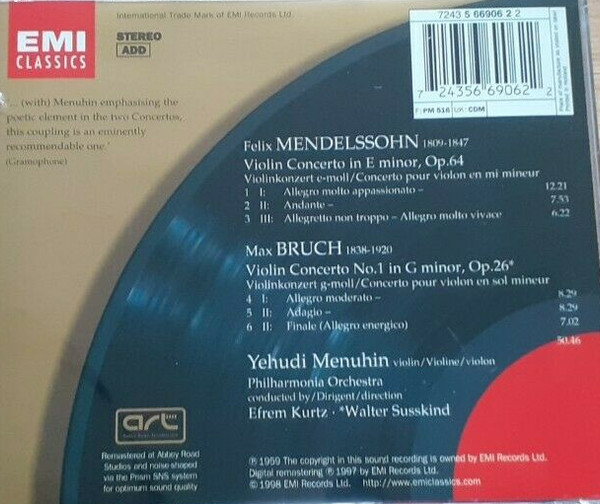 International Trade Mark of EMI Records Ltd.
EMI
CLASSICS
STEREO
ADD
7243 5 66906 2 2
7 24356 69062 2
F: PM 516 UK: CDM
'... (with) Menuhin emphasising the
poetic element in the two Concertos,
this coupling is an eminently
recommendable one.'
(Gramophone)
Felix MENDELSSOHN 1809-1847
Violin Concerto in E minor, Op.64
Violinkonzert e-moll/Concerto pour violon en mi mineur
1 I: Allegro molto appassionato – 12.21
2 II: Andante – 7.53
3 III: Allegretto non troppo – Allegro molto vivace 6.22
Max BRUCH 1838-1920
Violin Concerto No.1 in G minor, Op.26*
Violinkonzert g-moll/Concerto pour violon en sol mineur
4 I: Allegro moderato – 8.29
5 II: Adagio – 8.29
6 II: Finale (Allegro energico) 7.02
50.46
Yehudi Menuhin violin/Violine/violon
Philharmonia Orchestra
conducted by/Dirigent/direction
Efrem Kurtz · *Walter Susskind
art
Remastered at Abbey Road
Studios and noise-shaped
via the Prism SNS system
for optimum sound quality
℗ 1959 The copyright in this sound recording is owned by EMI Records Ltd.
Digital remastering ℗ 1997 by EMI Records Ltd.
© 1998 EMI Records Ltd. http://www.emiclassics.com